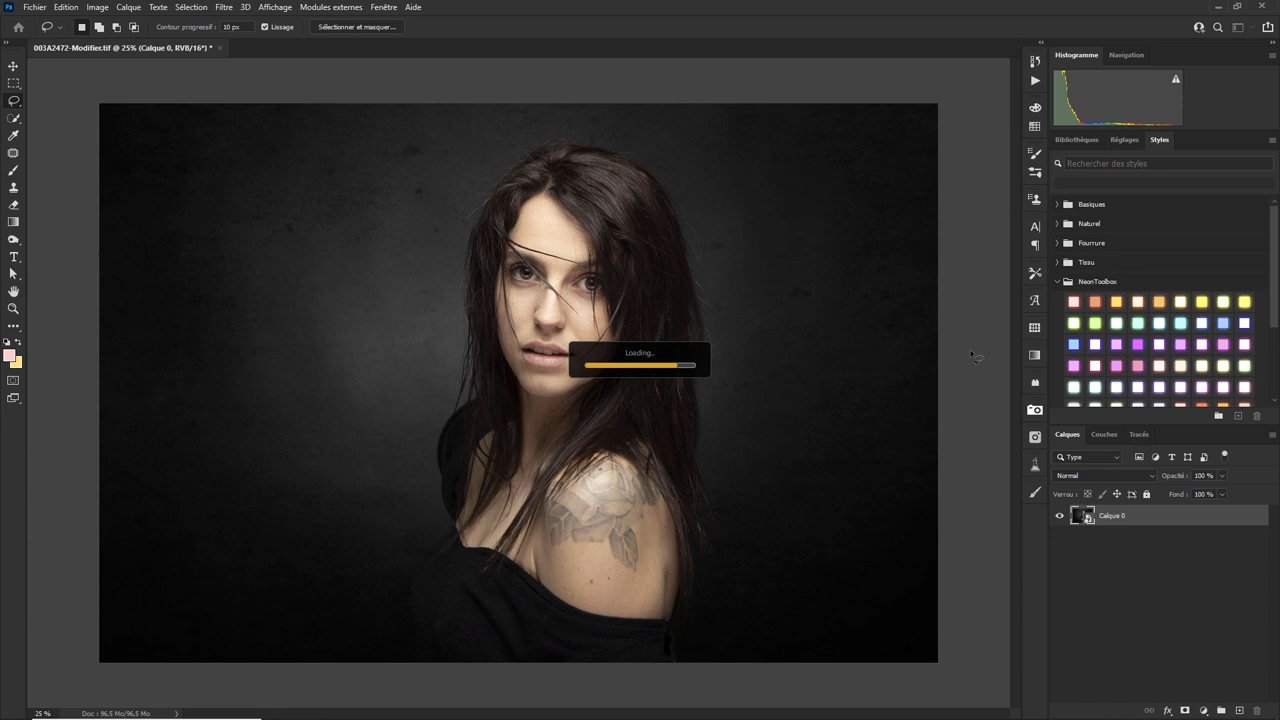 Ps Fichier Edition Image Calque Texte Sélection Filtre 3D Affichage Modules externes Fenêtre Aide
Contour progressif : 10 px Lissage Sélectionner et masquer...
003A2472-Modifier.tif @ 25% (Calque 0, RVB/16*) * ×
Histogramme Navigation
Bibliothèques Réglages Styles
Rechercher des styles
Basiques
Naturel
Fourrure
Tissu
NeonToolbox
Loading..
Calques Couches Tracés
Type
Normal Opacité : 100 %
Verrou : Fond : 100 %
Calque 0
25 % Doc : 96,5 Mo/96,5 Mo